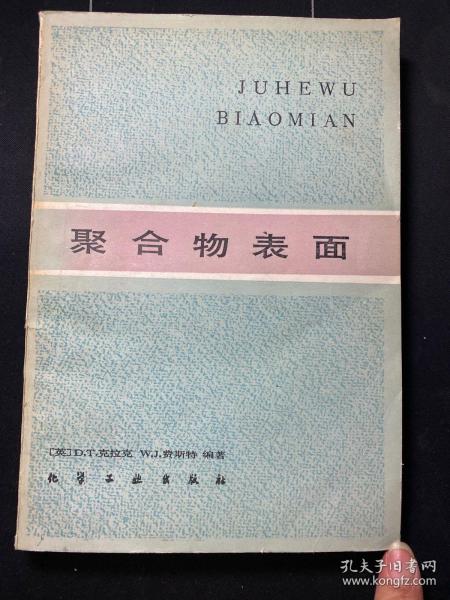 JUHEWU
BIAOMIAN
聚合物表面
[英]D.T.克拉克 W.J.费斯特 编著
化学工业出版社
孔夫子旧书网
www.kongfz.com